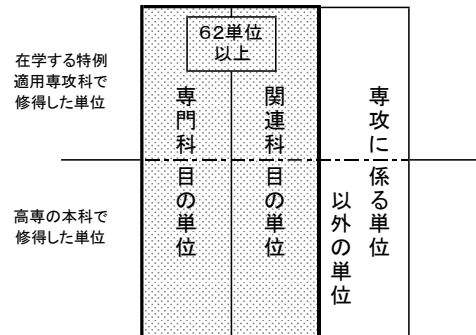 62単位
以上
在学する特例
適用専攻科で
修得した単位
高専の本科で
修得した単位
専門科目の単位
関連科目の単位
専攻に係る単位
以外の単位